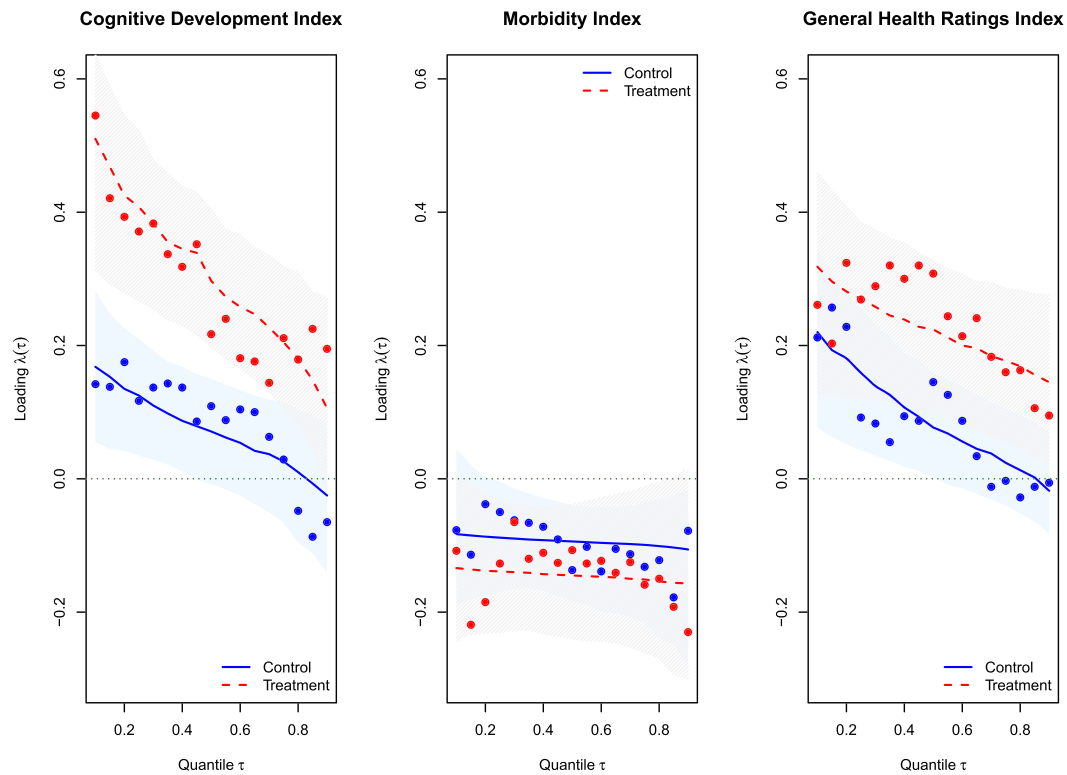 Cognitive Development Index
Loading λ(τ)
0.6
0.4
0.2
0.0
−0.2
0.2 0.4 0.6 0.8
Quantile τ
Control
Treatment
Morbidity Index
Loading λ(τ)
0.6
0.4
0.2
0.0
−0.2
0.2 0.4 0.6 0.8
Quantile τ
Control
Treatment
General Health Ratings Index
Loading λ(τ)
0.6
0.4
0.2
0.0
−0.2
0.2 0.4 0.6 0.8
Quantile τ
Control
Treatment